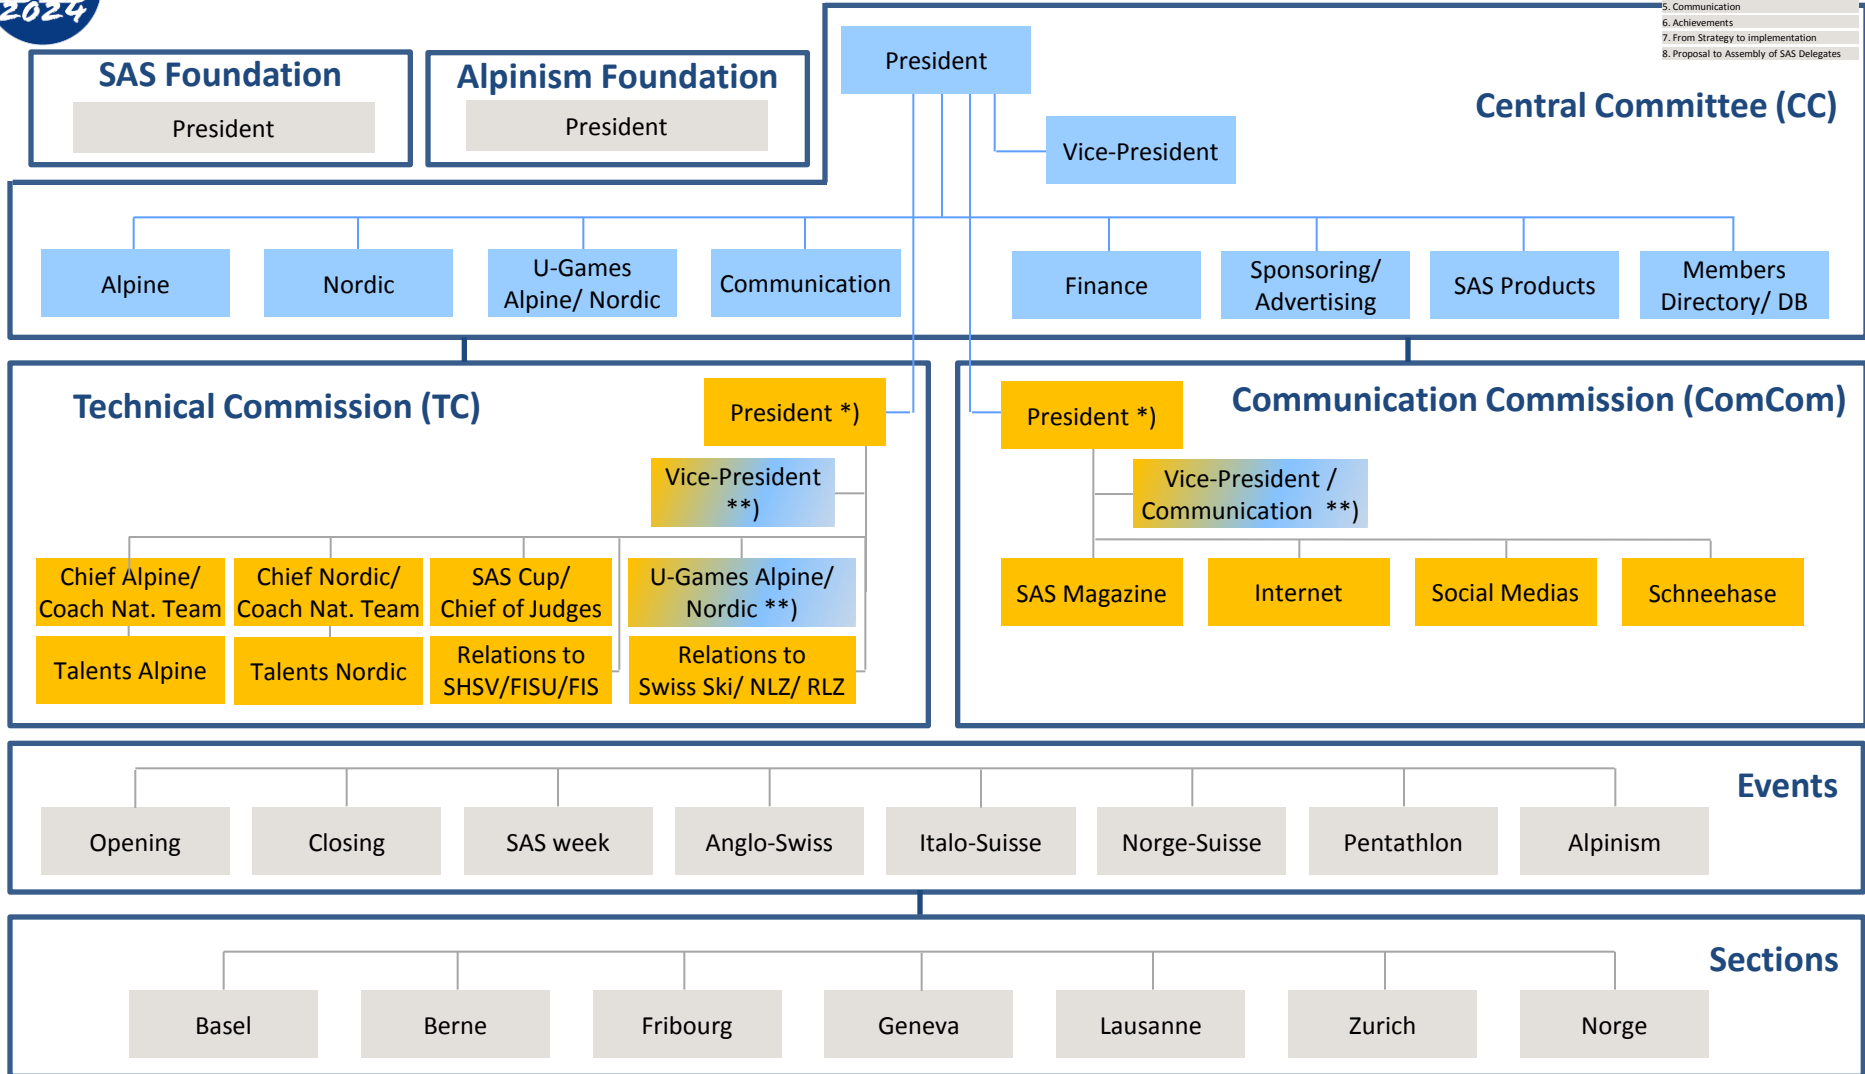 2024
5. Communication
6. Achievements
7. From Strategy to implementation
8. Proposal to Assembly of SAS Delegates
SAS Foundation
President
Alpinism Foundation
President
President
Central Committee (CC)
Vice-President
Alpine
Nordic
U-Games
Alpine/ Nordic
Communication
Finance
Sponsoring/
Advertising
SAS Products
Members
Directory/ DB
Technical Commission (TC)
President *)
Vice-President
**)
Chief Alpine/
Coach Nat. Team
Chief Nordic/
Coach Nat. Team
SAS Cup/
Chief of Judges
U-Games Alpine/
Nordic **)
Talents Alpine
Talents Nordic
Relations to
SHSV/FISU/FIS
Relations to
Swiss Ski/ NLZ/ RLZ
Communication Commission (ComCom)
President *)
Vice-President /
Communication **)
SAS Magazine
Internet
Social Medias
Schneehase
Events
Opening
Closing
SAS week
Anglo-Swiss
Italo-Suisse
Norge-Suisse
Pentathlon
Alpinism
Sections
Basel
Berne
Fribourg
Geneva
Lausanne
Zurich
Norge